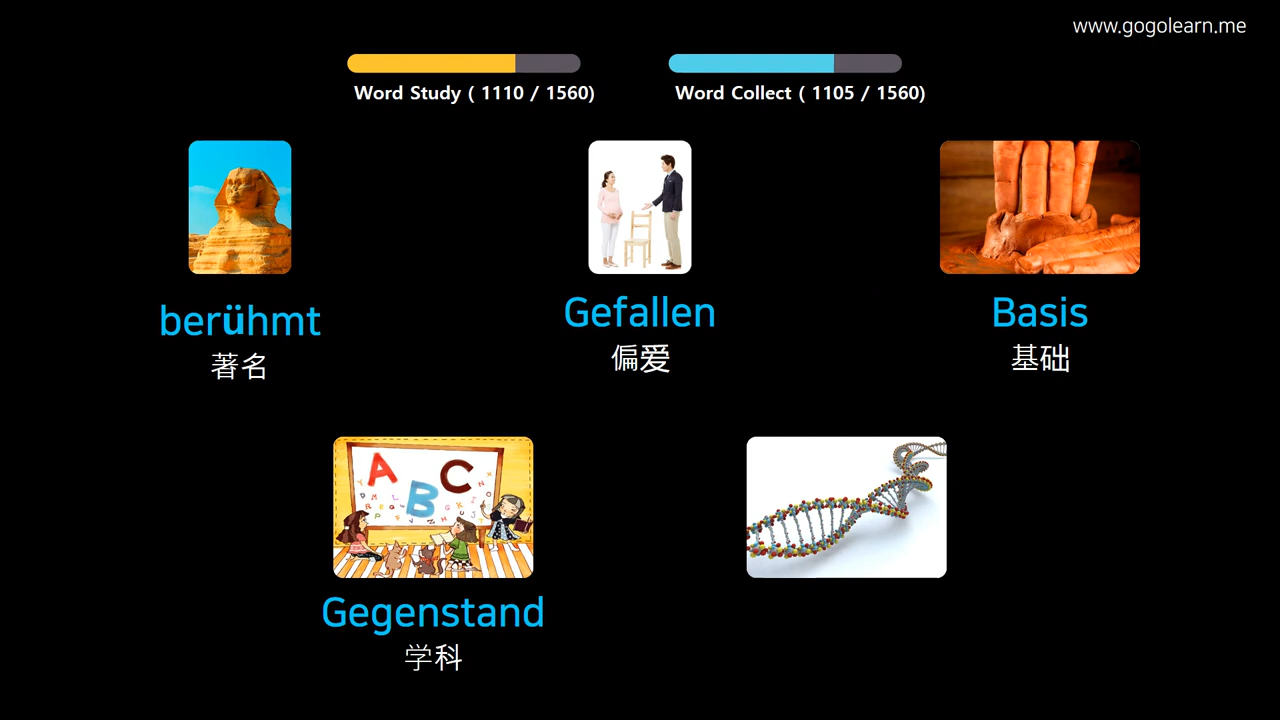 www.gogolearn.me
Word Study ( 1110 / 1560)
Word Collect ( 1105 / 1560)
berühmt
著名
Gefallen
偏爱
Basis
基础
A B C
Gegenstand
学科